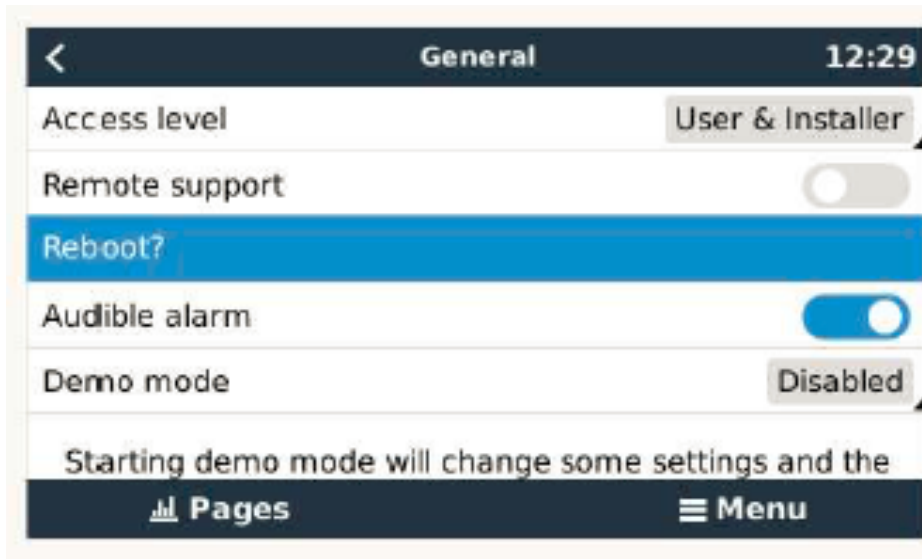 General 12:29
Access level User & Installer
Remote support
Reboot?
Audible alarm
Demo mode Disabled
Starting demo mode will change some settings and the
Pages Menu